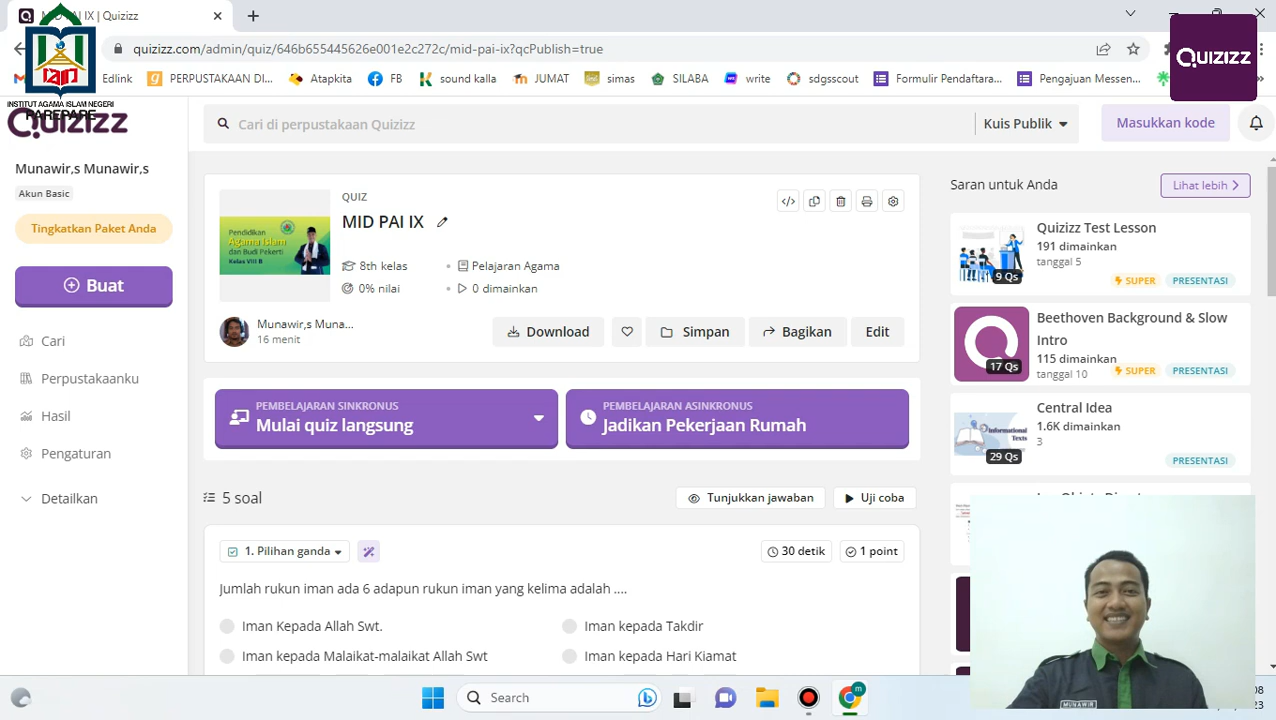 MID PAI IX | Quizizz
quizizz.com/admin/quiz/646b655445626e001e2c272c/mid-pai-ix?qcPublish=true
Edlink
PERPUSTAKAAN DI...
Atapkita
FB
sound kalla
JUMAT
simas
SILABA
write
sdgsscout
Formulir Pendaftara...
Pengajuan Messen...
QUIZIZZ
INSTITUT AGAMA ISLAM NEGERI
PAREPARE
Quizizz
Cari di perpustakaan Quizizz
Kuis Publik
Masukkan kode
Munawir,s Munawir,s
Akun Basic
Tingkatkan Paket Anda
Buat
Cari
Perpustakaanku
Hasil
Pengaturan
Detailkan
QUIZ
MID PAI IX
Pendidikan
Agama Islam
dan Budi Pekerti
Kelas VIII B
8th kelas
Pelajaran Agama
0% nilai
0 Dimainkan
Munawir,s Muna...
16 menit
Download
Simpan
Bagikan
Edit
PEMBELAJARAN SINKRONUS
Mulai quiz langsung
PEMBELAJARAN ASINKRONUS
Jadikan Pekerjaan Rumah
5 soal
Tunjukkan jawaban
Uji coba
1. Pilihan ganda
30 detik
1 point
Jumlah rukun iman ada 6 adapun rukun iman yang kelima adalah ....
Iman Kepada Allah Swt.
Iman kepada Takdir
Iman kepada Malaikat-malaikat Allah Swt
Iman kepada Hari Kiamat
Saran untuk Anda
Lihat lebih
Quizizz Test Lesson
191 dimainkan
tanggal 5
9 Qs
SUPER
PRESENTASI
Beethoven Background & Slow
Intro
115 dimainkan
tanggal 10
17 Qs
SUPER
PRESENTASI
Central Idea
1.6K dimainkan
3
Informational
Texts
29 Qs
PRESENTASI
MUNAWIR
Search
m
08